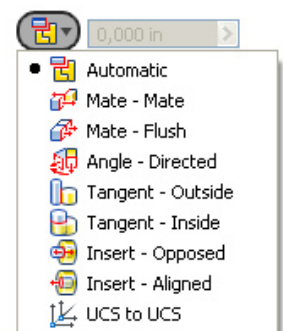 0,000 in
Automatic
Mate - Mate
Mate - Flush
Angle - Directed
Tangent - Outside
Tangent - Inside
Insert - Opposed
Insert - Aligned
UCS to UCS